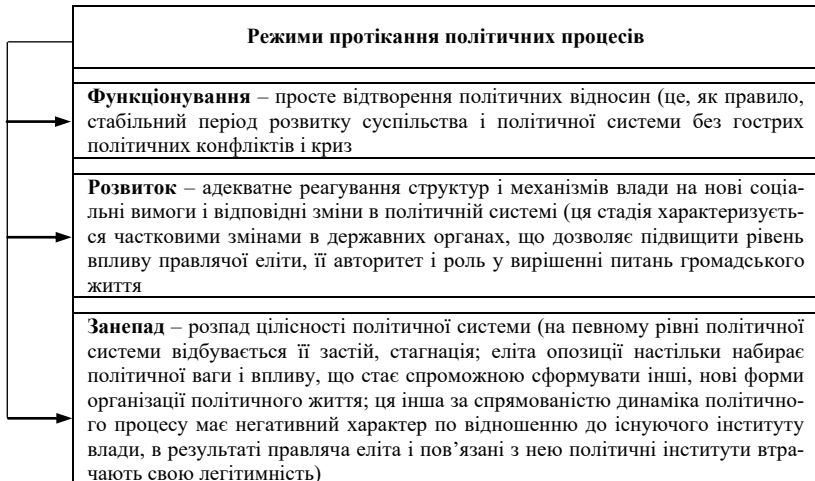 Режими протікання політичних процесів
Функціонування – просте відтворення політичних відносин (це, як правило,
стабільний період розвитку суспільства і політичної системи без гострих
політичних конфліктів і криз
Розвиток – адекватне реагування структур і механізмів влади на нові соціа-
льні вимоги і відповідні зміни в політичній системі (ця стадія характеризуєть-
ся частковими змінами в державних органах, що дозволяє підвищити рівень
впливу правлячої еліти, її авторитет і роль у вирішенні питань громадського
життя
Занепад – розпад цілісності політичної системи (на певному рівні політичної
системи відбувається її застій, стагнація; еліта опозиції настільки набирає
політичної ваги і впливу, що стає спроможною сформувати інші, нові форми
організації політичного життя; ця інша за спрямованістю динаміка політично-
го процесу має негативний характер по відношенню до існуючого інституту
влади, в результаті правляча еліта і пов’язані з нею політичні інститути втра-
чають свою легітимність)